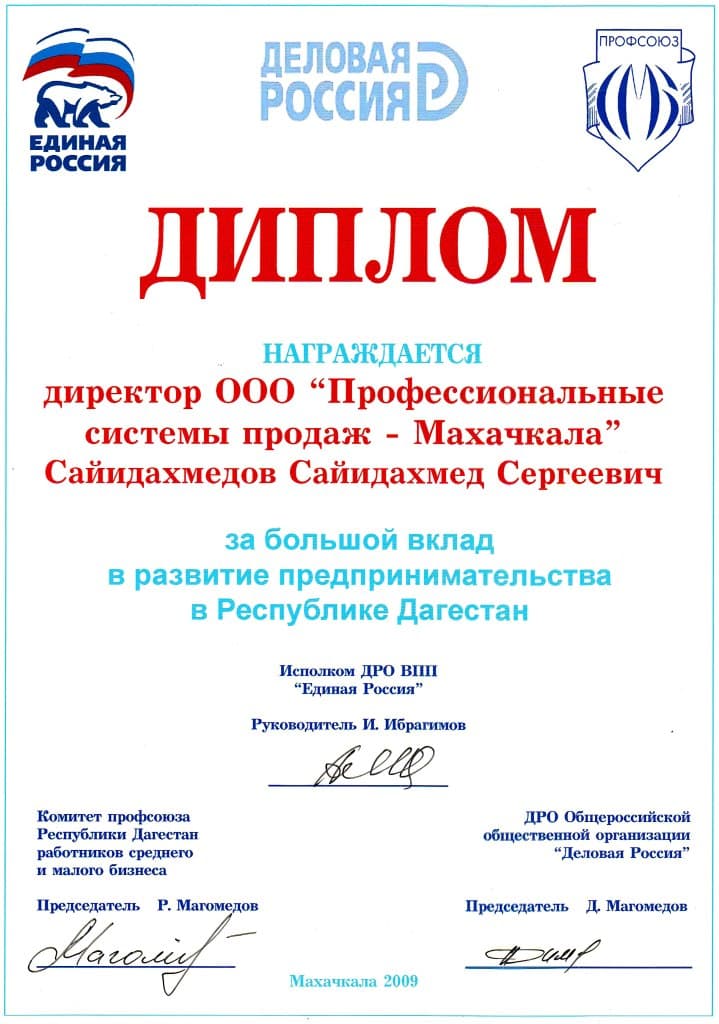 ЕДИНАЯ
РОССИЯ
ДЕЛОВАЯ
РОССИЯ
ПРОФСОЮЗ
ДИПЛОМ
НАГРАЖДАЕТСЯ
директор ООО “Профессиональные
системы продаж - Махачкала”
Сайидахмедов Сайидахмед Сергеевич
за большой вклад
в развитие предпринимательства
в Республике Дагестан
Исполком ДРО ВПП
“Единая Россия”
Руководитель И. Ибрагимов
Комитет профсоюза
Республики Дагестан
работников среднего
и малого бизнеса
Председатель Р. Магомедов
ДРО Общероссийской
общественной организации
“Деловая Россия”
Председатель Д. Магомедов
Махачкала 2009